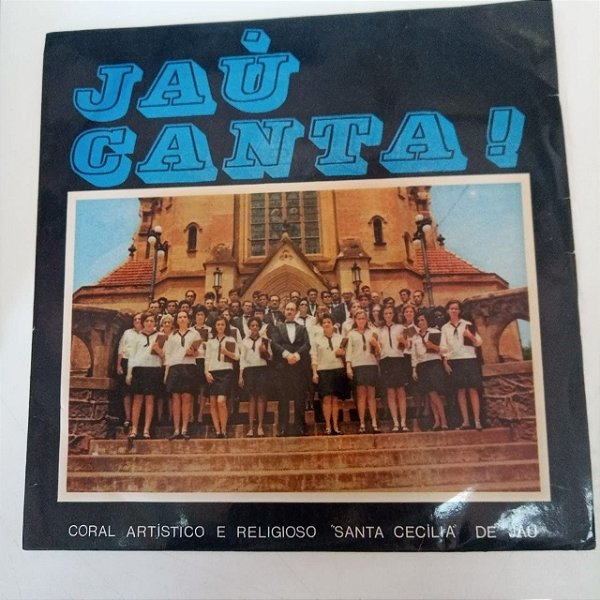 JAÙ
CANTA!
CORAL ARTÍSTICO E RELIGIOSO "SANTA CECÍLIA" DE JAÚ